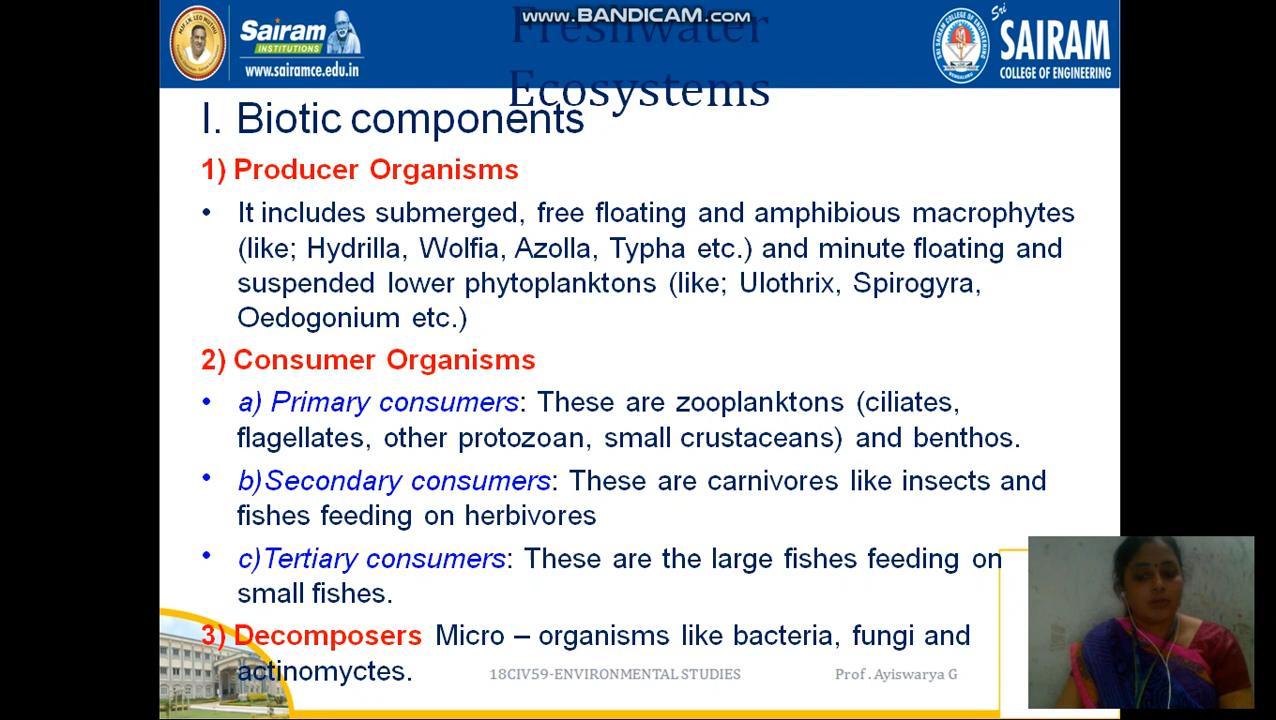 www.BANDICAM.com
Freshwater
Ecosystems
Sairam
INSTITUTIONS
www.sairamce.edu.in
Sri
SAIRAM
COLLEGE OF ENGINEERING
I. Biotic components
1) Producer Organisms
• It includes submerged, free floating and amphibious macrophytes
(like; Hydrilla, Wolfia, Azolla, Typha etc.) and minute floating and
suspended lower phytoplanktons (like; Ulothrix, Spirogyra,
Oedogonium etc.)
2) Consumer Organisms
• a) Primary consumers: These are zooplanktons (ciliates,
flagellates, other protozoan, small crustaceans) and benthos.
• b)Secondary consumers: These are carnivores like insects and
fishes feeding on herbivores
• c)Tertiary consumers: These are the large fishes feeding on
small fishes.
3) Decomposers Micro – organisms like bacteria, fungi and
actinomyctes.
18CIV59-ENVIRONMENTAL STUDIES
Prof . Ayiswarya G